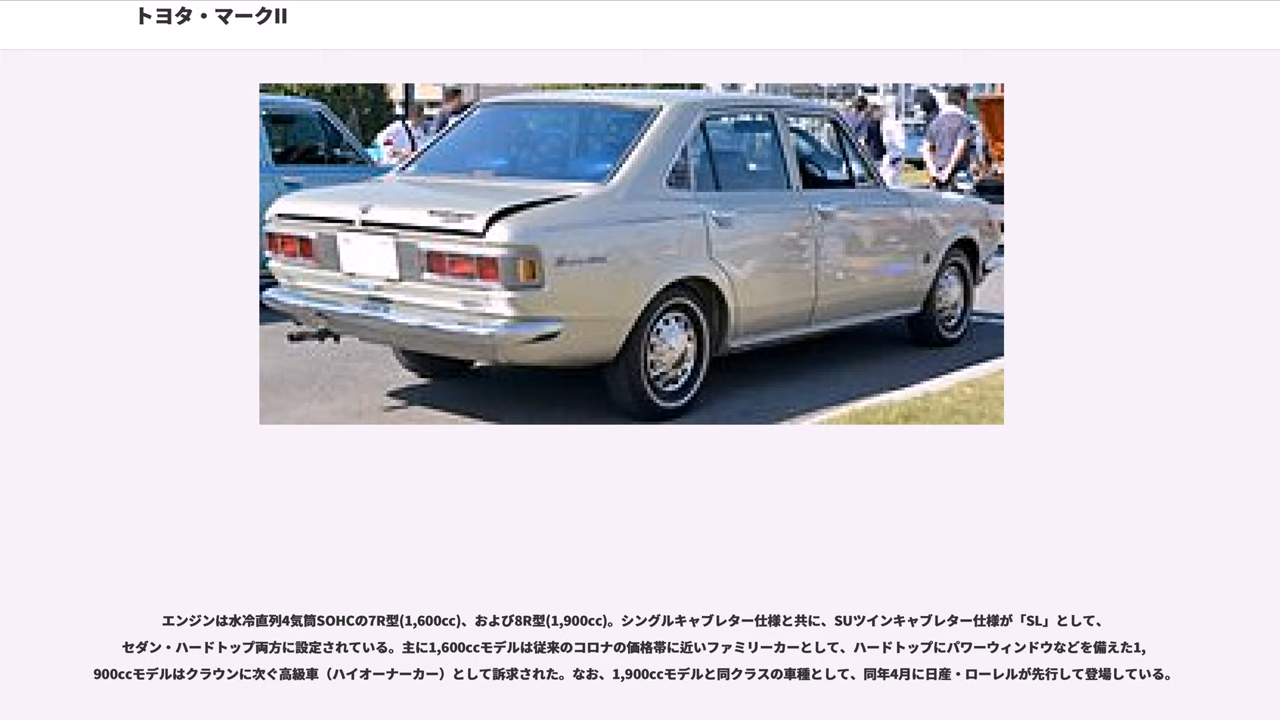 トヨタ・マークII
エンジンは水冷直列4気筒SOHCの7R型(1,600cc)、および8R型(1,900cc)。シングルキャブレター仕様と共に、SUツインキャブレター仕様が「SL」として、
セダン・ハードトップ両方に設定されている。主に1,600ccモデルは従来のコロナの価格帯に近いファミリーカーとして、ハードトップにパワーウィンドウなどを備えた1,
900ccモデルはクラウンに次ぐ高級車（ハイオーナーカー）として訴求された。なお、1,900ccモデルと同クラスの車種として、同年4月に日産・ローレルが先行して登場している。